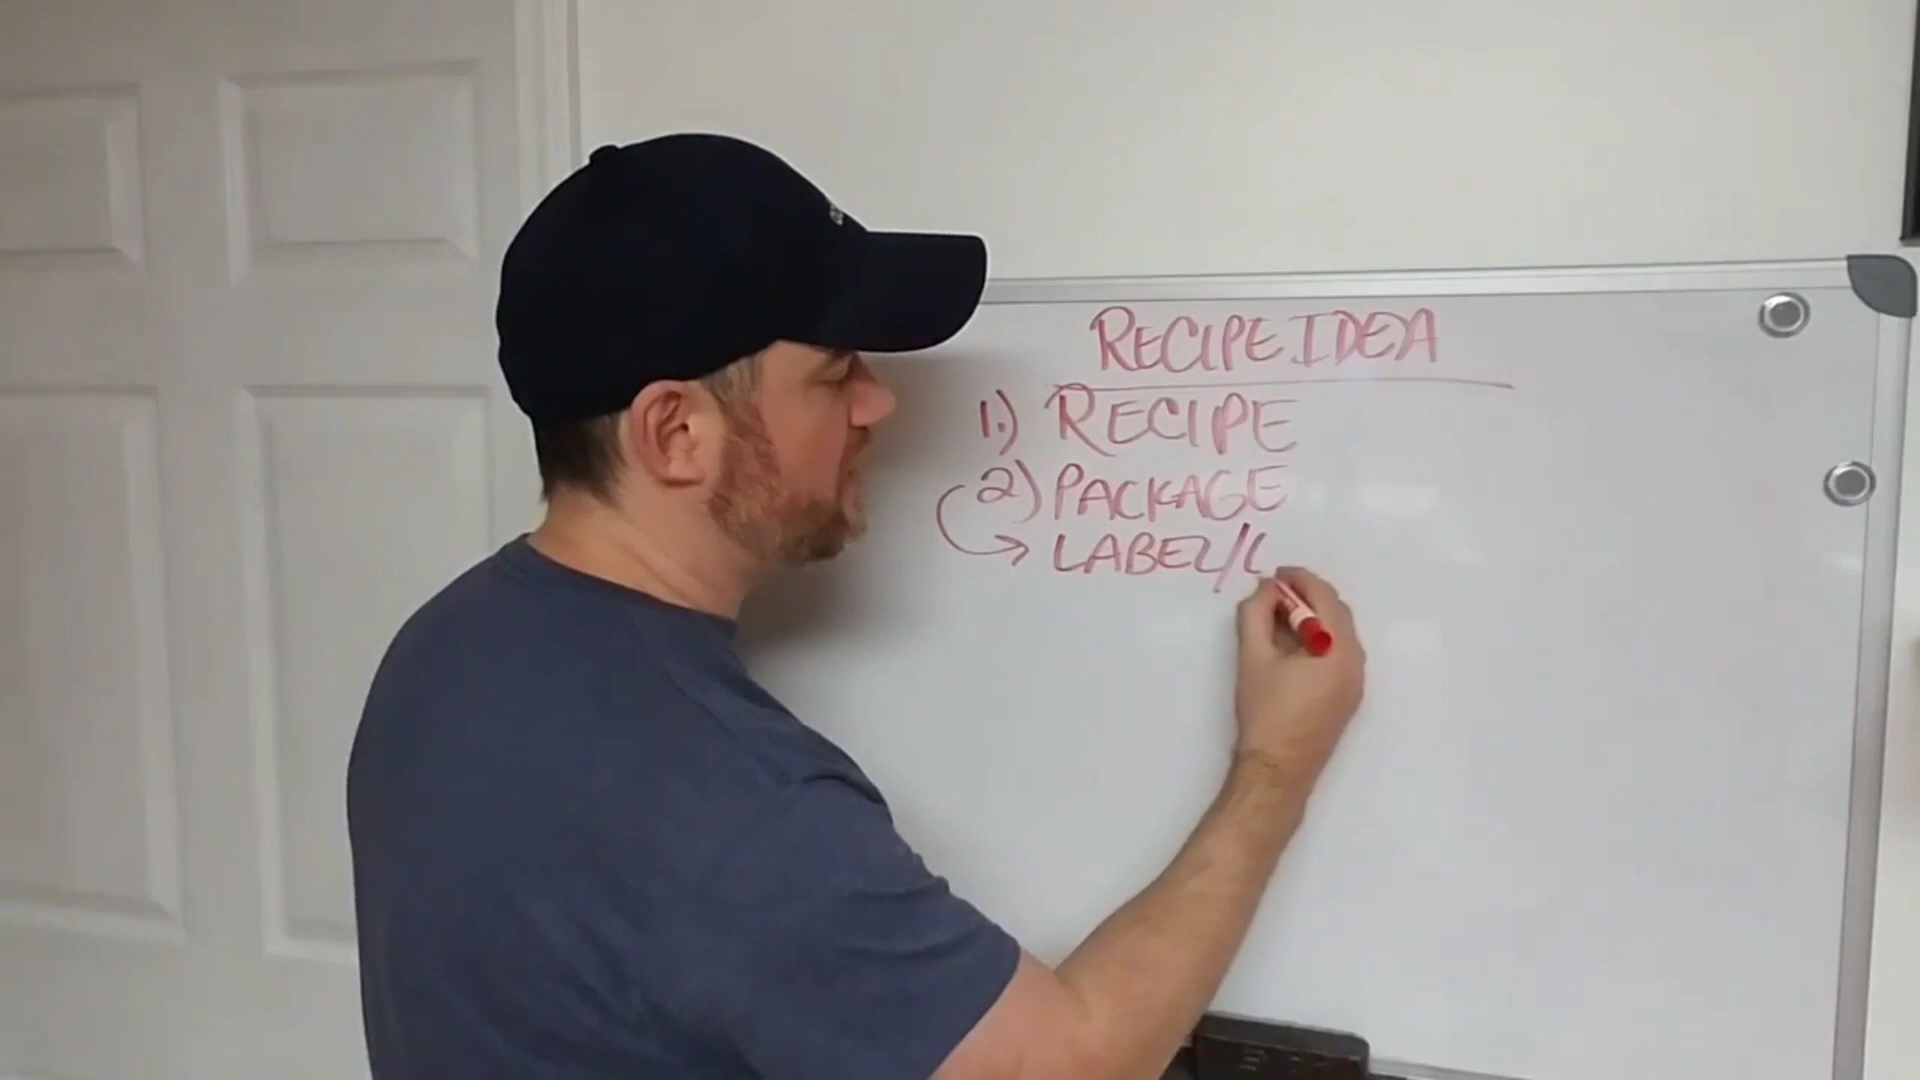 RECIPE IDEA
1.) RECIPE
2.) PACKAGE
→ LABEL/L